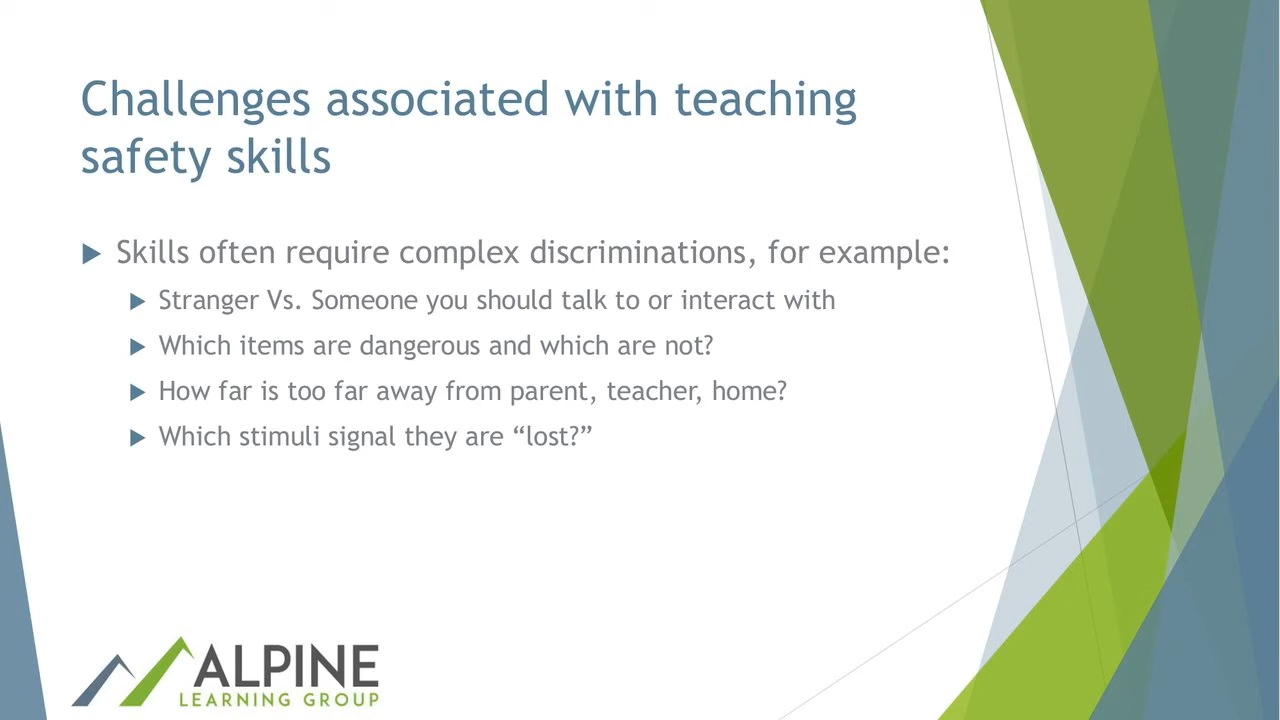 Challenges associated with teaching
safety skills
Skills often require complex discriminations, for example:
Stranger Vs. Someone you should talk to or interact with
Which items are dangerous and which are not?
How far is too far away from parent, teacher, home?
Which stimuli signal they are “lost?”
ALPINE
LEARNING GROUP